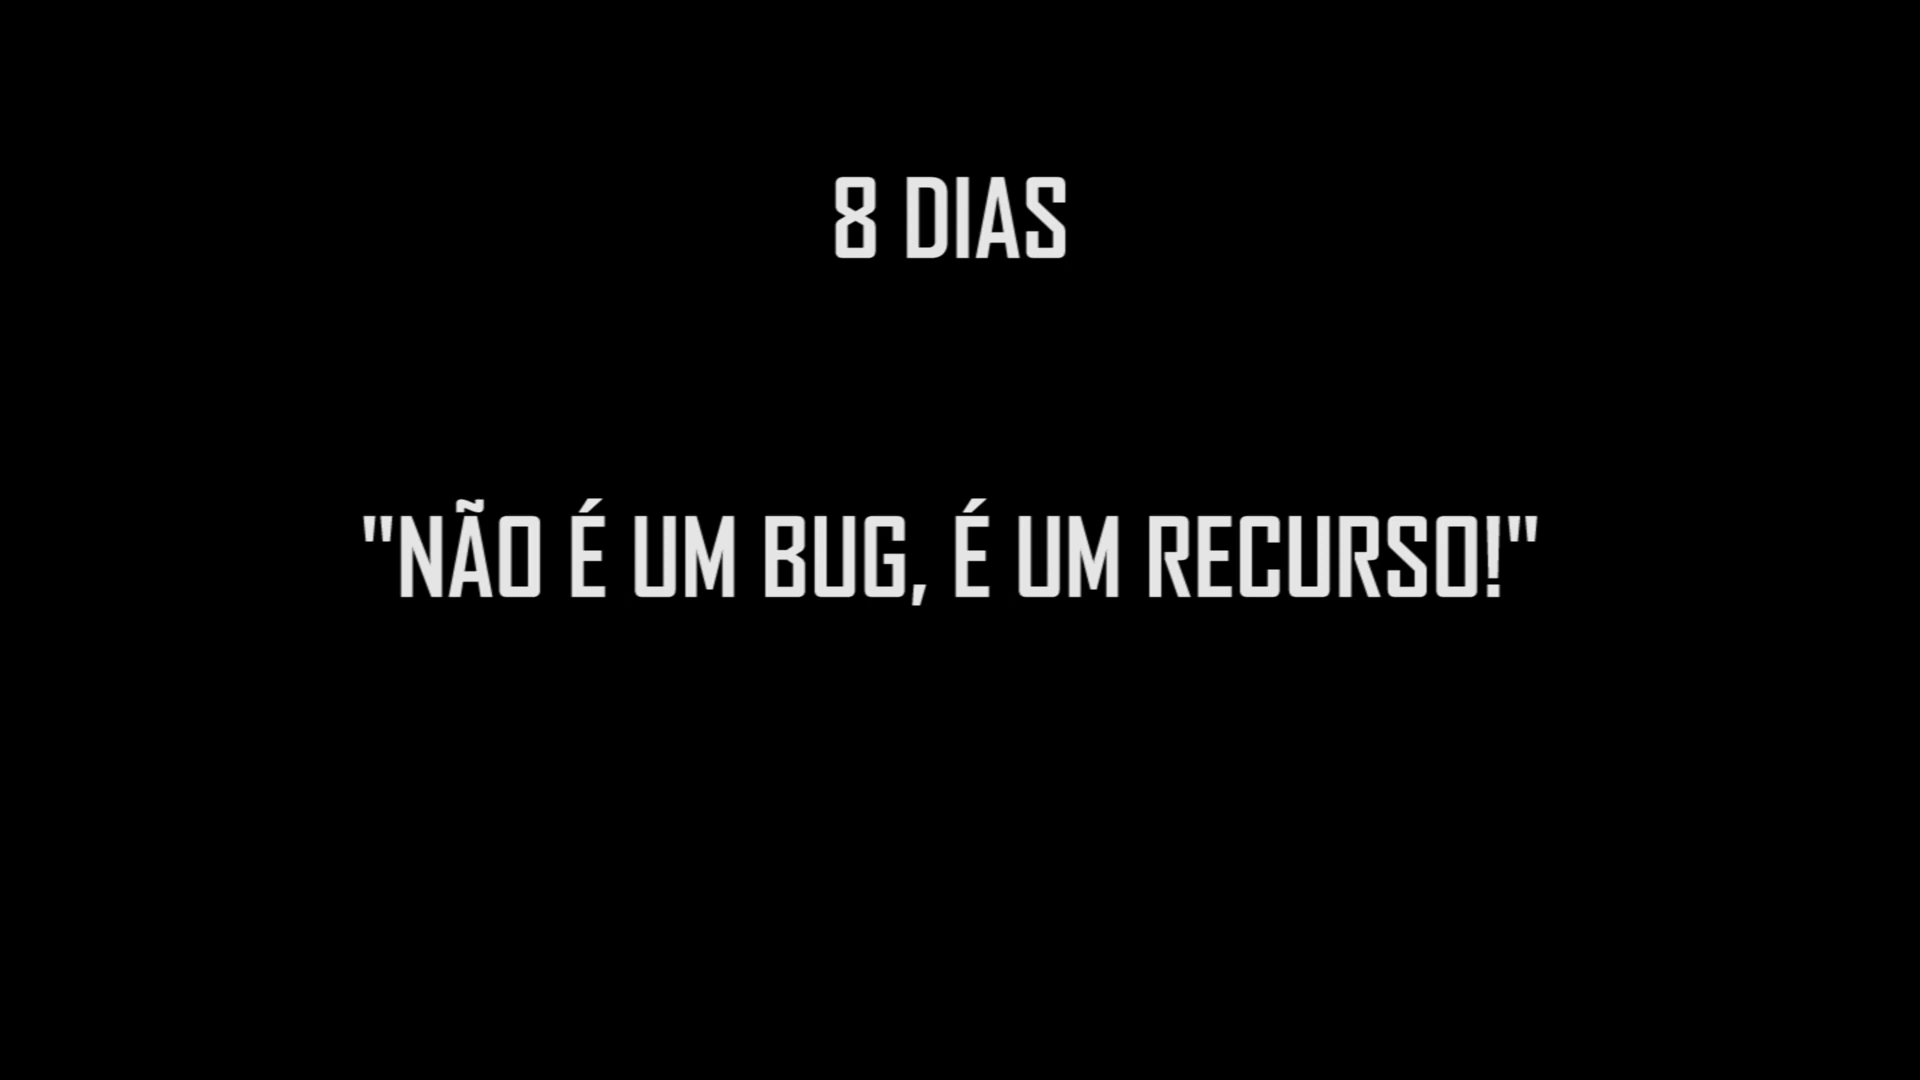 8 DIAS
"NÃO É UM BUG, É UM RECURSO!"